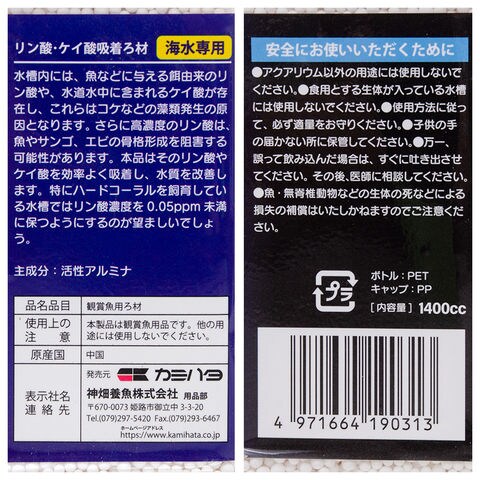 リン酸・ケイ酸吸着ろ材 海水専用
水槽内には、魚などに与える餌由来のリ
ン酸や、水道水中に含まれるケイ酸が存
在し、これらはコケなどの藻類発生の原
因となります。さらに高濃度のリン酸は、
魚やサンゴ、エビの骨格形成を阻害する
可能性があります。本品はそのリン酸や
ケイ酸を効率よく吸着し、水質を改善し
ます。特にハードコーラルを飼育してい
る水槽ではリン酸濃度を0.05ppm未満
に保つようにするのが望ましいでしょ
う。
主成分：活性アルミナ
品名品目 観賞魚用ろ材
使用上の注意 本製品は観賞魚用品です。他の用
途には使用しないでください。
原産国 中国
表示社名連絡先 発売元 カミハタ
神畑養魚株式会社 用品部
〒670-0073 姫路市御立中 3-3-20
Tel.(079)297-5420 Fax.(079)293-6467
ホームページアドレス
https://www.kamihata.co.jp
安全にお使いいただくために
●アクアリウム以外の用途には使用しないで
ください。●食用とする生体が入っている水槽
には使用しないでください。●使用方法に従っ
て、必ず適量をお守りください。●子供の手
の届かない所に保管してください。●万一、
誤って飲み込んだ場合は、すぐに吐き出させ
てください。その後、医師に相談してください。
●魚・無脊椎動物などの生体の死などによる
損失の補償はいたしかねますのでご注意くだ
さい。
プラ
ボトル：PET
キャップ：PP
[内容量] 1400cc
4 971664 190313